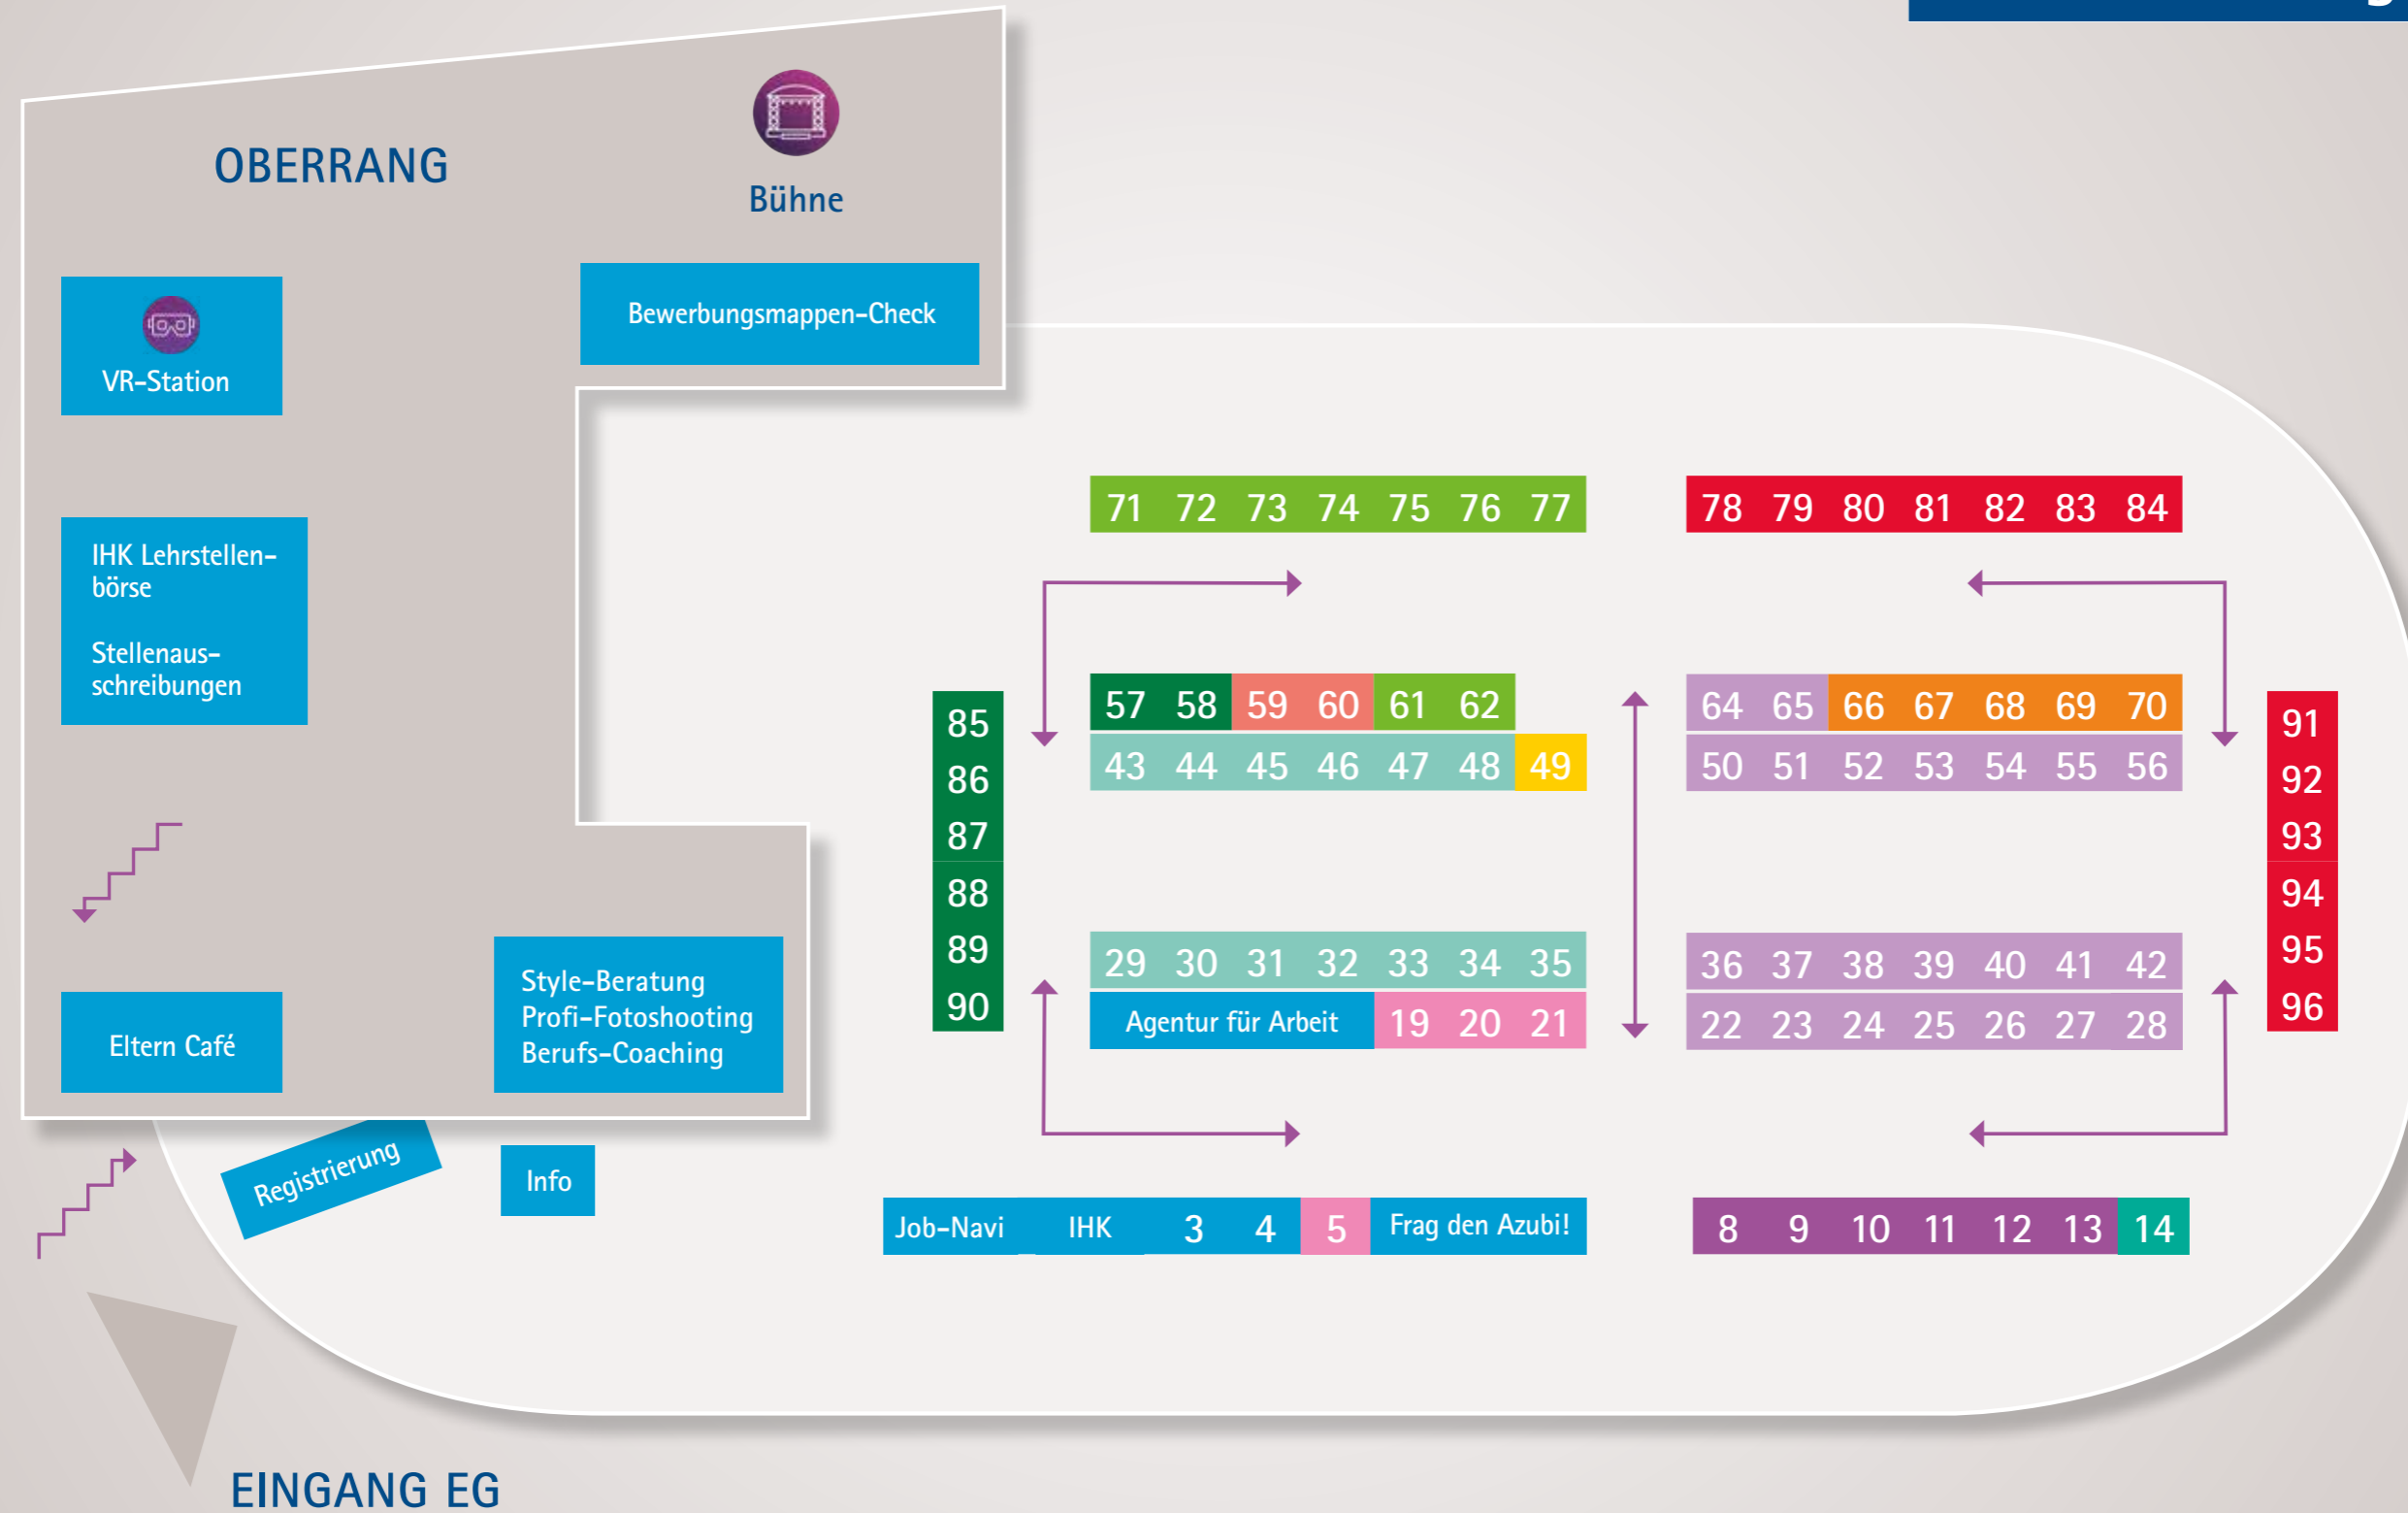 OBERRANG
Bühne
Bewerbungsmappen-Check
VR-Station
IHK Lehrstellen-
börse
Stellenaus-
schreibungen
71 72 73 74 75 76 77
78 79 80 81 82 83 84
57 58 59 60 61 62
64 65 66 67 68 69 70
43 44 45 46 47 48 49
50 51 52 53 54 55 56
85
86
87
88
89
90
91
92
93
94
95
96
29 30 31 32 33 34 35
36 37 38 39 40 41 42
Agentur für Arbeit 19 20 21
22 23 24 25 26 27 28
Style-Beratung
Profi-Fotoshooting
Berufs-Coaching
Eltern Café
Registrierung
Info
Job-Navi IHK 3 4 5 Frag den Azubi!
8 9 10 11 12 13 14
EINGANG EG